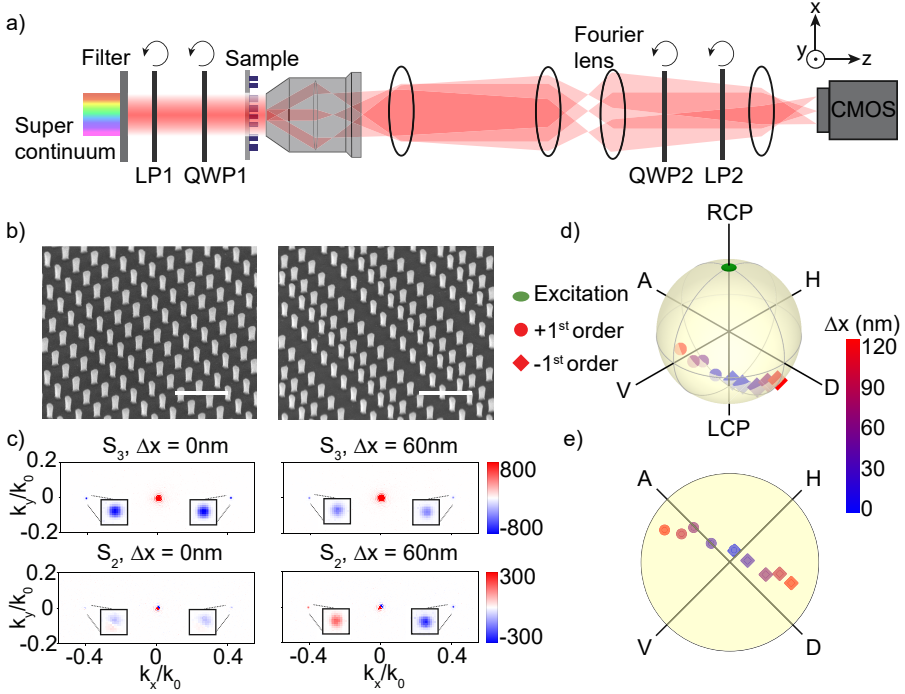 a)
Filter
Sample
Fourier
lens
x
y
z
Super
continuum
LP1
QWP1
QWP2
LP2
CMOS
b)
Excitation
+1st order
-1st order
d)
RCP
A
H
V
D
LCP
Δx (nm)
120
90
60
30
0
c)
S3, Δx = 0nm
S3, Δx = 60nm
0.2
0
-0.2
ky/k0
800
-800
S2, Δx = 0nm
S2, Δx = 60nm
0.2
0
-0.2
ky/k0
300
-300
-0.4
0
0.4
kx/k0
-0.4
0
0.4
kx/k0
e)
A
H
V
D